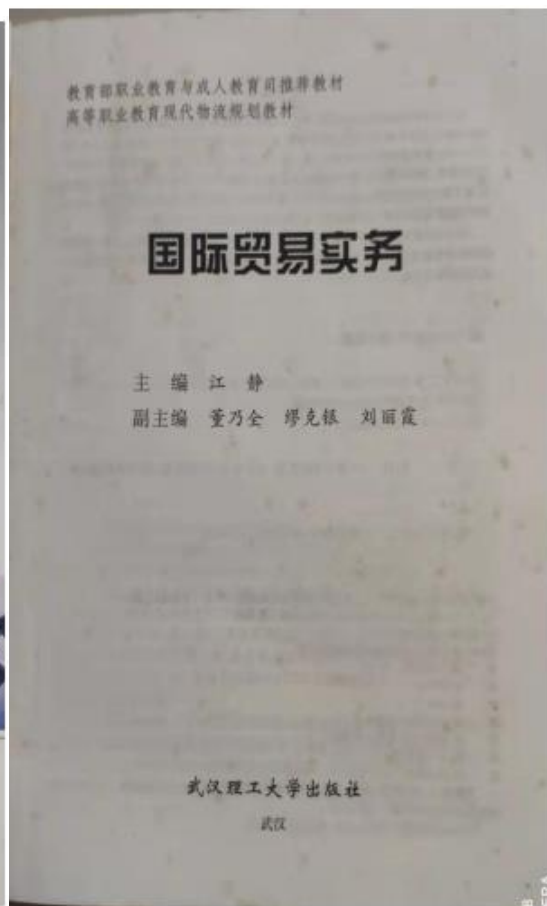 教育部职业教育与成人教育司推荐教材
高等职业教育现代物流规划教材
国际贸易实务
主 编 江 静
副主编 董乃全 缪克银 刘丽霞
武汉理工大学出版社
武汉